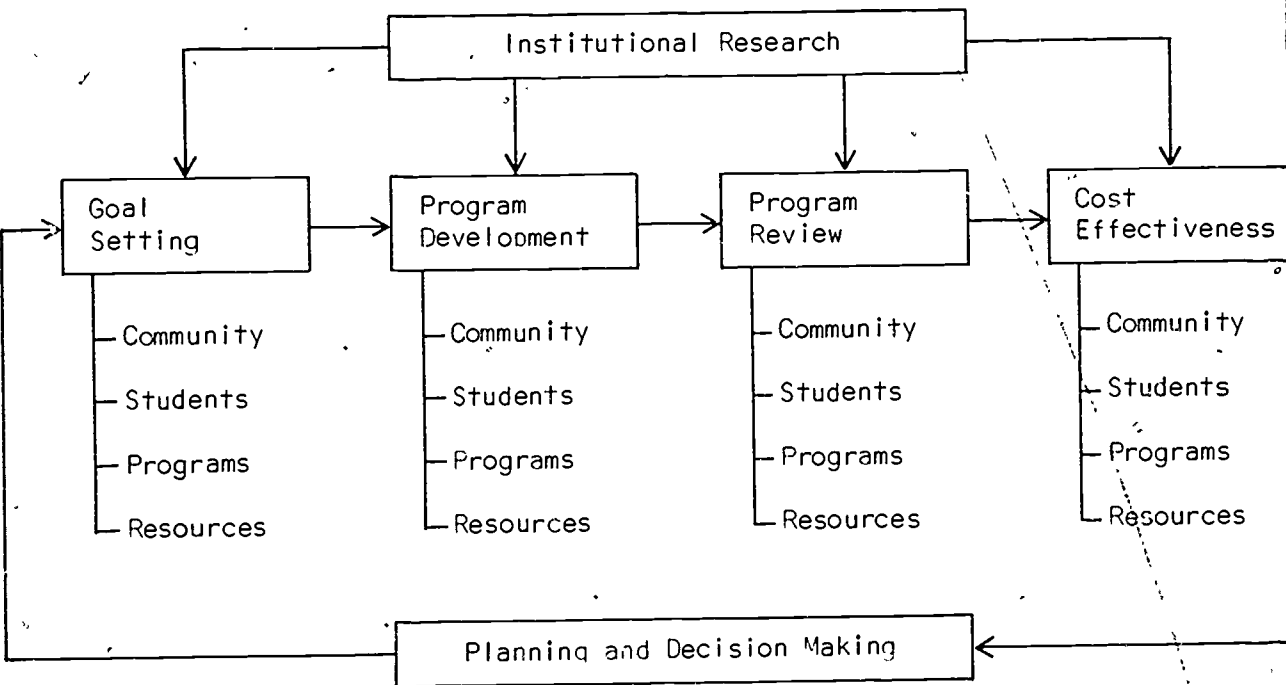 Institutional Research
Goal
Setting
Program
Development
Program
Review
Cost
Effectiveness
Community
Students
Programs
Resources
Community
Students
Programs
Resources
Community
Students
Programs
Resources
Community
Students
Programs
Resources
Planning and Decision Making